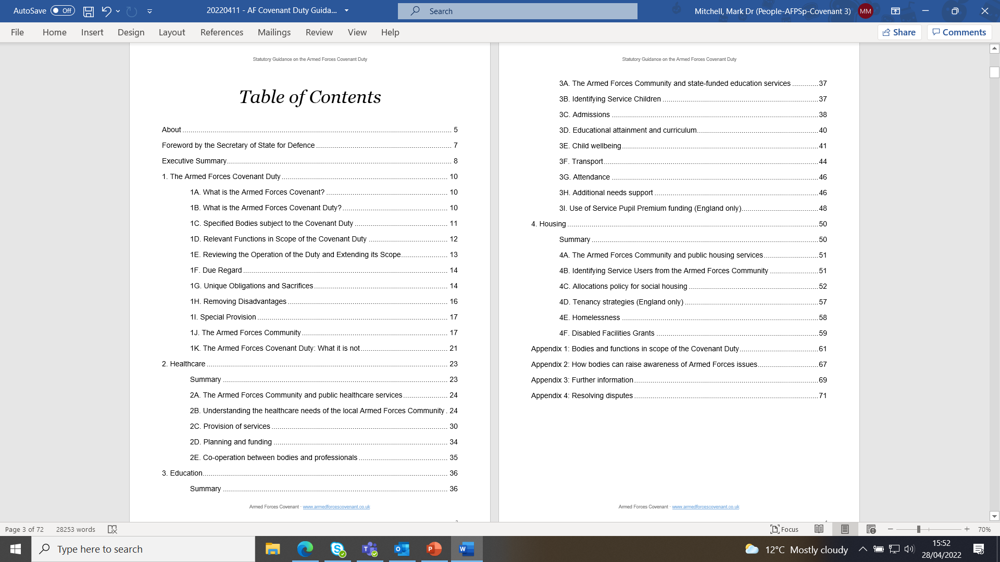 AutoSave Off 20220411 - AF Covenant Duty Guida... Search Mitchell, Mark Dr (People-AFPSp-Covenant 3) MM
File Home Insert Design Layout References Mailings Review View Help Share Comments
Statutory Guidance on the Armed Forces Covenant Duty
Table of Contents
About 5
Foreword by the Secretary of State for Defence 7
Executive Summary 8
1. The Armed Forces Covenant Duty 10
1A. What is the Armed Forces Covenant? 10
1B. What is the Armed Forces Covenant Duty? 10
1C. Specified Bodies subject to the Covenant Duty 11
1D. Relevant Functions in Scope of the Covenant Duty 12
1E. Reviewing the Operation of the Duty and Extending its Scope 13
1F. Due Regard 14
1G. Unique Obligations and Sacrifices 14
1H. Removing Disadvantages 16
1I. Special Provision 17
1J. The Armed Forces Community 17
1K. The Armed Forces Covenant Duty: What it is not 21
2. Healthcare 23
Summary 23
2A. The Armed Forces Community and public healthcare services 24
2B. Understanding the healthcare needs of the local Armed Forces Community . 24
2C. Provision of services 30
2D. Planning and funding 34
2E. Co-operation between bodies and professionals 35
3. Education 36
Summary 36
Armed Forces Covenant · www.armedforcescovenant.co.uk
Statutory Guidance on the Armed Forces Covenant Duty
3A. The Armed Forces Community and state-funded education services 37
3B. Identifying Service Children 37
3C. Admissions 38
3D. Educational attainment and curriculum 40
3E. Child wellbeing 41
3F. Transport 44
3G. Attendance 46
3H. Additional needs support 46
3I. Use of Service Pupil Premium funding (England only) 48
4. Housing 50
Summary 50
4A. The Armed Forces Community and public housing services 51
4B. Identifying Service Users from the Armed Forces Community 51
4C. Allocations policy for social housing 52
4D. Tenancy strategies (England only) 57
4E. Homelessness 58
4F. Disabled Facilities Grants 59
Appendix 1: Bodies and functions in scope of the Covenant Duty 61
Appendix 2: How bodies can raise awareness of Armed Forces issues 67
Appendix 3: Further information 69
Appendix 4: Resolving disputes 71
Armed Forces Covenant · www.armedforcescovenant.co.uk
Page 3 of 72 28253 words Focus 70%
Type here to search 12°C Mostly cloudy 15:52
28/04/2022